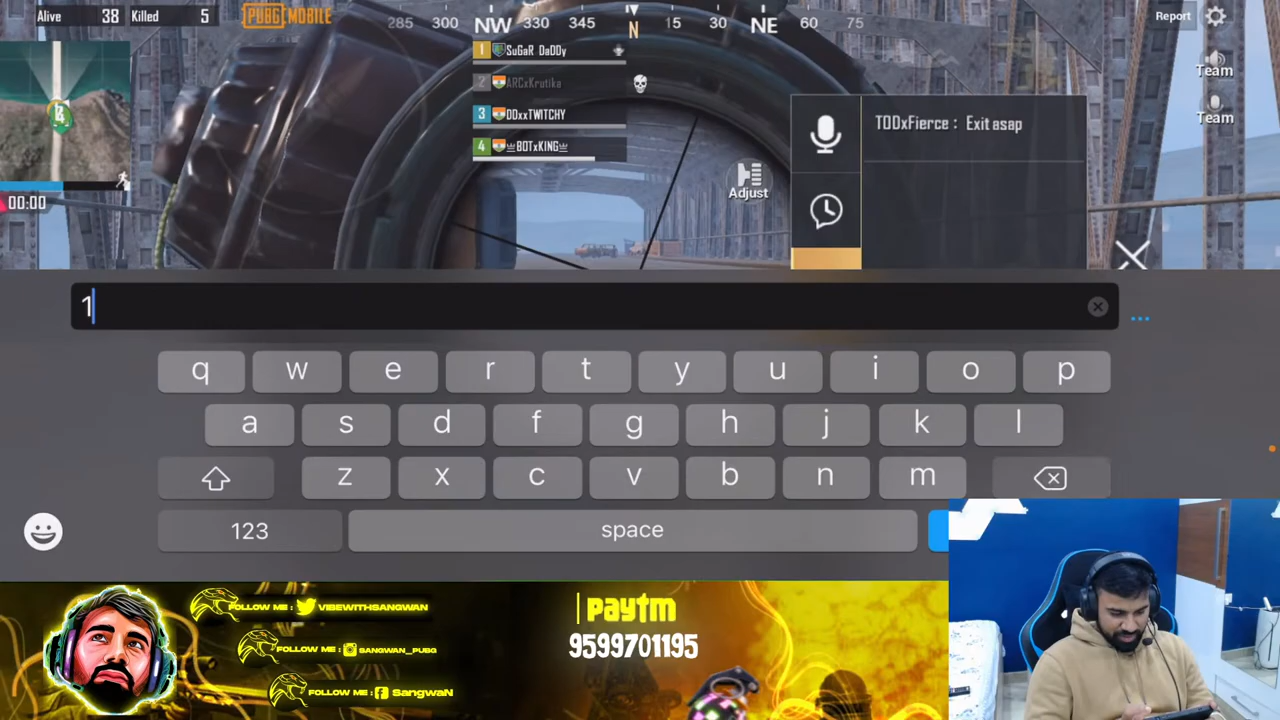 Alive 38 Killed 5
PUBG MOBILE
285 300 NW 330 345 N 15 30 NE 60 75
Report
Team
Team
1 SuGaR DaDDy
2 ARCxKrutika
3 DDxxTWITCHY
4 BOTxKING
00:00
Adjust
TODxFierce : Exit asap
1
...
q w e r t y u i o p
a s d f g h j k l
z x c v b n m
123 space
FOLLOW ME : VIBEWITHSANGWAN
FOLLOW ME : SANGWAN_PUBG
FOLLOW ME : SangwaN
paytm
9599701195